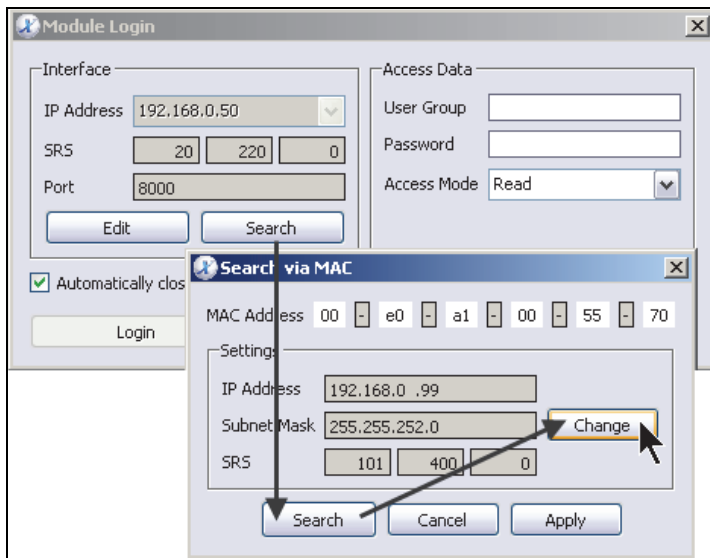 Module Login
Interface
IP Address 192.168.0.50
SRS 20 220 0
Port 8000
Edit Search
Automatically clos
Login
Access Data
User Group
Password
Access Mode Read
Search via MAC
MAC Address 00 - e0 - a1 - 00 - 55 - 70
Settings
IP Address 192.168.0 .99
Subnet Mask 255.255.252.0
Change
SRS 101 400 0
Search Cancel Apply